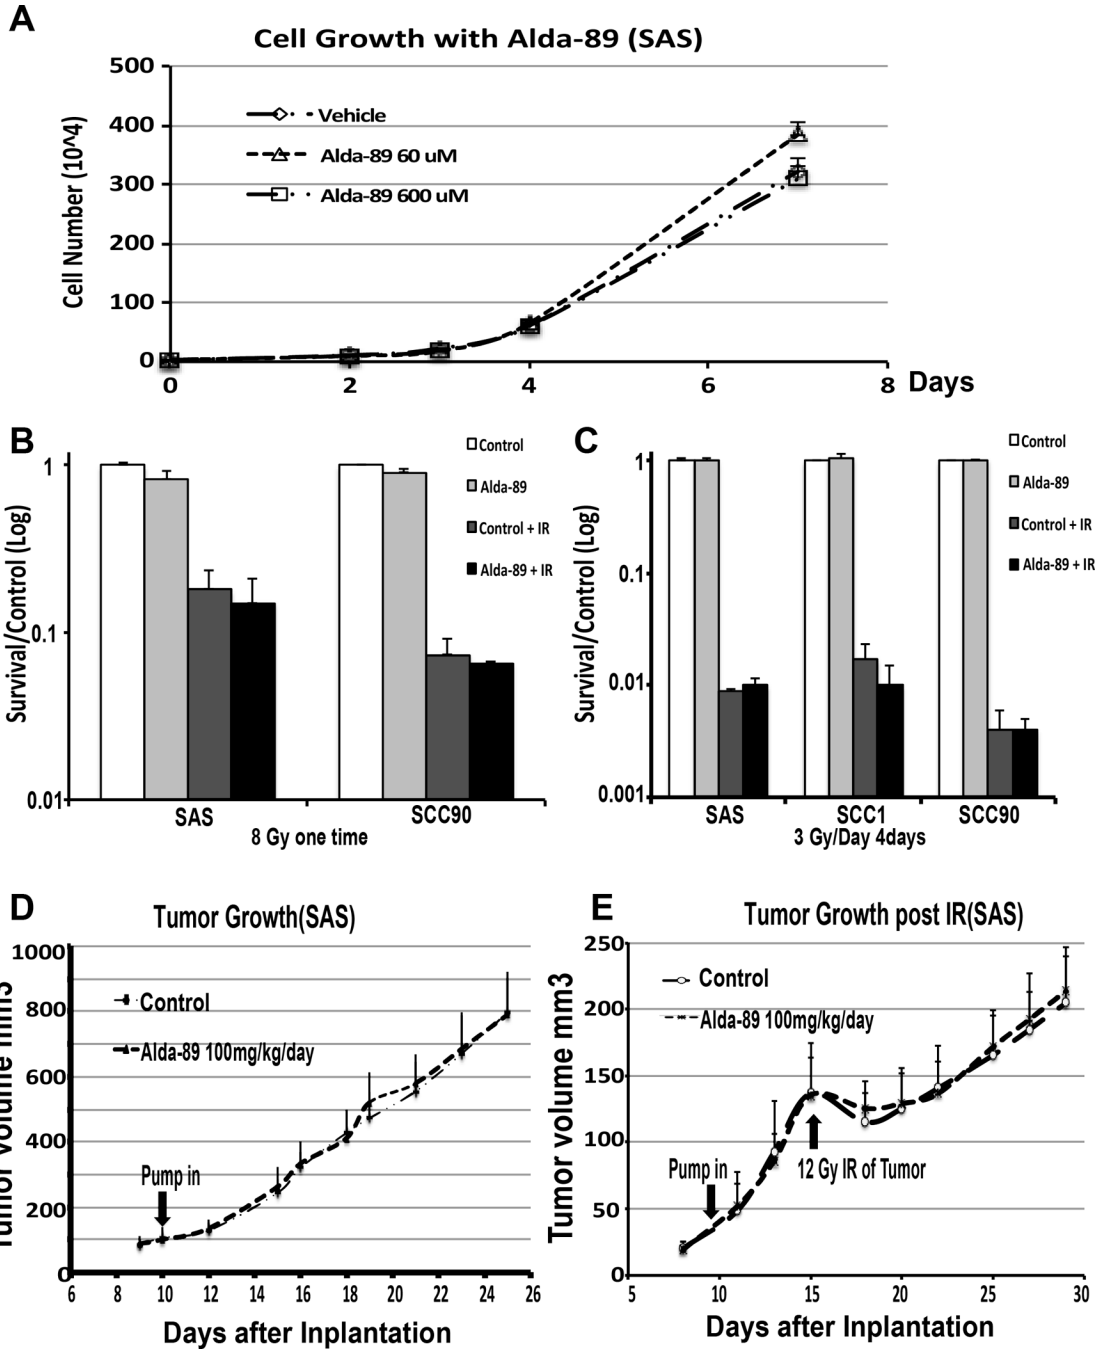 A
Cell Growth with Alda-89 (SAS)
500
400
300
200
100
0
Cell Number (10^4)
Vehicle
Alda-89 60 uM
Alda-89 600 uM
0 2 4 6 8 Days
B
Survival/Control (Log)
1
0.1
0.01
Control
Alda-89
Control + IR
Alda-89 + IR
SAS SCC90
8 Gy one time
C
Survival/Control (Log)
1
0.1
0.01
0.001
Control
Alda-89
Control + IR
Alda-89 + IR
SAS SCC1 SCC90
3 Gy/Day 4days
D
Tumor Growth(SAS)
Tumor volume mm3
1000
800
600
400
200
0
Control
Alda-89 100mg/kg/day
Pump in
6 8 10 12 14 16 18 20 22 24 26
Days after Inplantation
E
Tumor Growth post IR(SAS)
Tumor volume mm3
250
200
150
100
50
0
Control
Alda-89 100mg/kg/day
Pump in
12 Gy IR of Tumor
5 10 15 20 25 30
Days after Inplantation